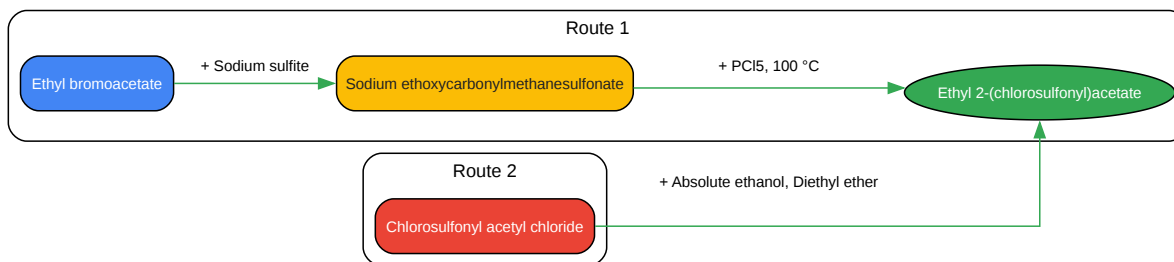 Route 1
Ethyl bromoacetate
+ Sodium sulfite
Sodium ethoxycarbonylmethanesulfonate
+ PCl5, 100 °C
Ethyl 2-(chlorosulfonyl)acetate
Route 2
Chlorosulfonyl acetyl chloride
+ Absolute ethanol, Diethyl ether